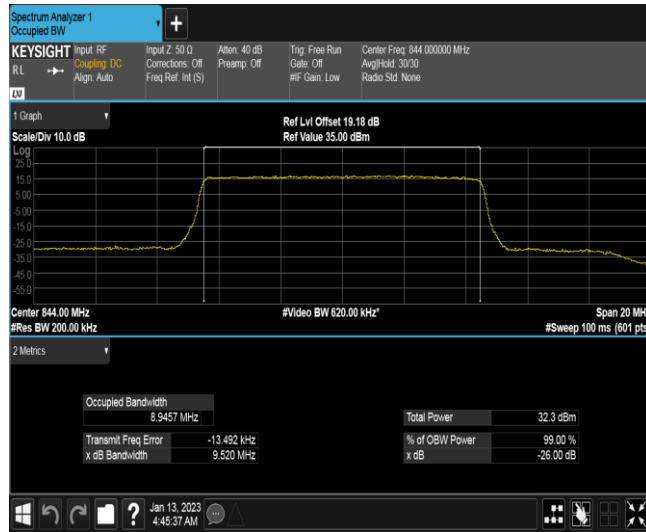 Spectrum Analyzer 1
Occupied BW
+
KEYSIGHT
RL
LXI
Input: RF
Coupling: DC
Align: Auto
Input Z: 50 Ω
Corrections: Off
Freq Ref: Int (S)
Atten: 40 dB
Preamp: Off
Trig: Free Run
Gate: Off
#IF Gain: Low
Center Freq: 844.000000 MHz
Avg|Hold: 30/30
Radio Std: None
1 Graph
Scale/Div 10.0 dB
Ref Lvl Offset 19.18 dB
Ref Value 35.00 dBm
Log
25.0
15.0
5.00
-5.00
-15.0
-25.0
-35.0
-45.0
-55.0
Center 844.00 MHz
#Video BW 620.00 kHz*
Span 20 MH
#Res BW 200.00 kHz
#Sweep 100 ms (601 pts
2 Metrics
Occupied Bandwidth
8.9457 MHz
Total Power 32.3 dBm
Transmit Freq Error -13.492 kHz
% of OBW Power 99.00 %
x dB Bandwidth 9.520 MHz
x dB -26.00 dB
?
Jan 13, 2023
4:45:37 AM